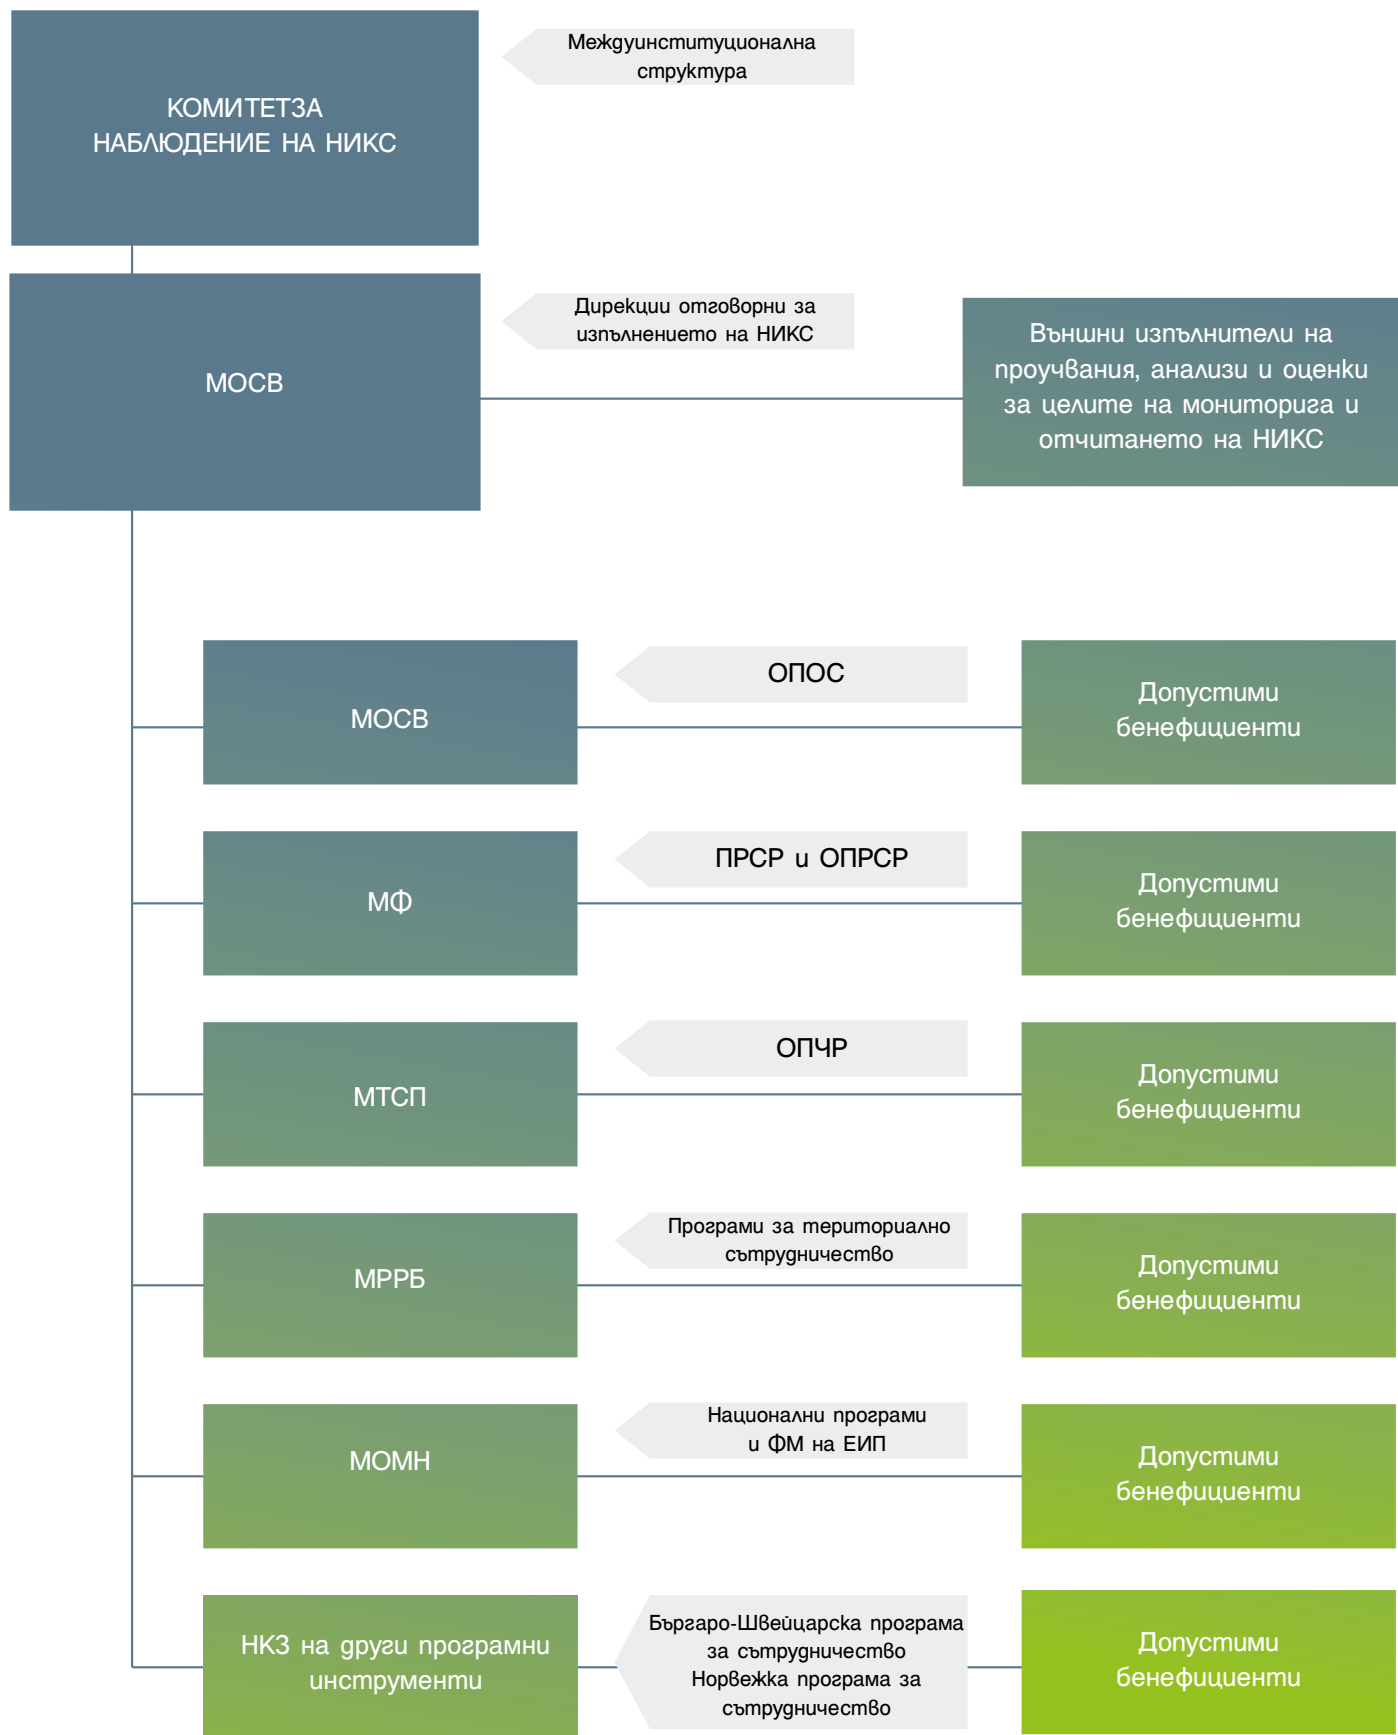 Междуинституционална
структура
КОМИТЕТЗА
НАБЛЮДЕНИЕ НА НИКС
Дирекции отговорни за
изпълнението на НИКС
МОСВ
Външни изпълнители на
проучвания, анализи и оценки
за целите на мониторига и
отчитането на НИКС
МОСВ
ОПОС
Допустими
бенефициенти
МФ
ПРСР и ОПРСР
Допустими
бенефициенти
МТСП
ОПЧР
Допустими
бенефициенти
МРРБ
Програми за териториално
сътрудничество
Допустими
бенефициенти
МОМН
Национални програми
и ФМ на ЕИП
Допустими
бенефициенти
НКЗ на други програмни
инструменти
Бъргаро-Швейцарска програма
за сътрудничество
Норвежка програма за
сътрудничество
Допустими
бенефициенти